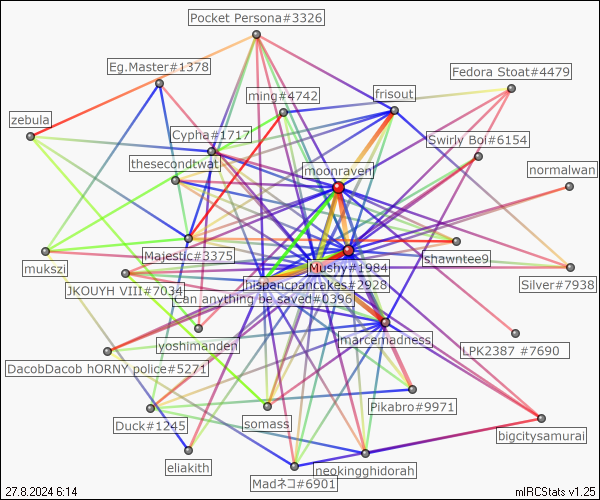 Pocket Persona#3326
Eg.Master#1378
Fedora Stoat#4479
ming#4742
frisout
zebula
Cypha#1717
Swirly Boi#6154
thesecondtwat
moonraven
normalwan
Majestic#3375
shawntee9
mukszi
Mushy#1984
JKOUYH VIII#7034
hispancpancakes#2928
Silver#7938
Can anything be saved#0396
yoshimanden
marcemadness
LPK2387 #7690
DacobDacob hORNY police#5271
Pikabro#9971
Duck#1245
somass
bigcitysamurai
eliakith
neokingghidorah
Madネコ#6901
27.8.2024 6:14
mIRCStats v1.25